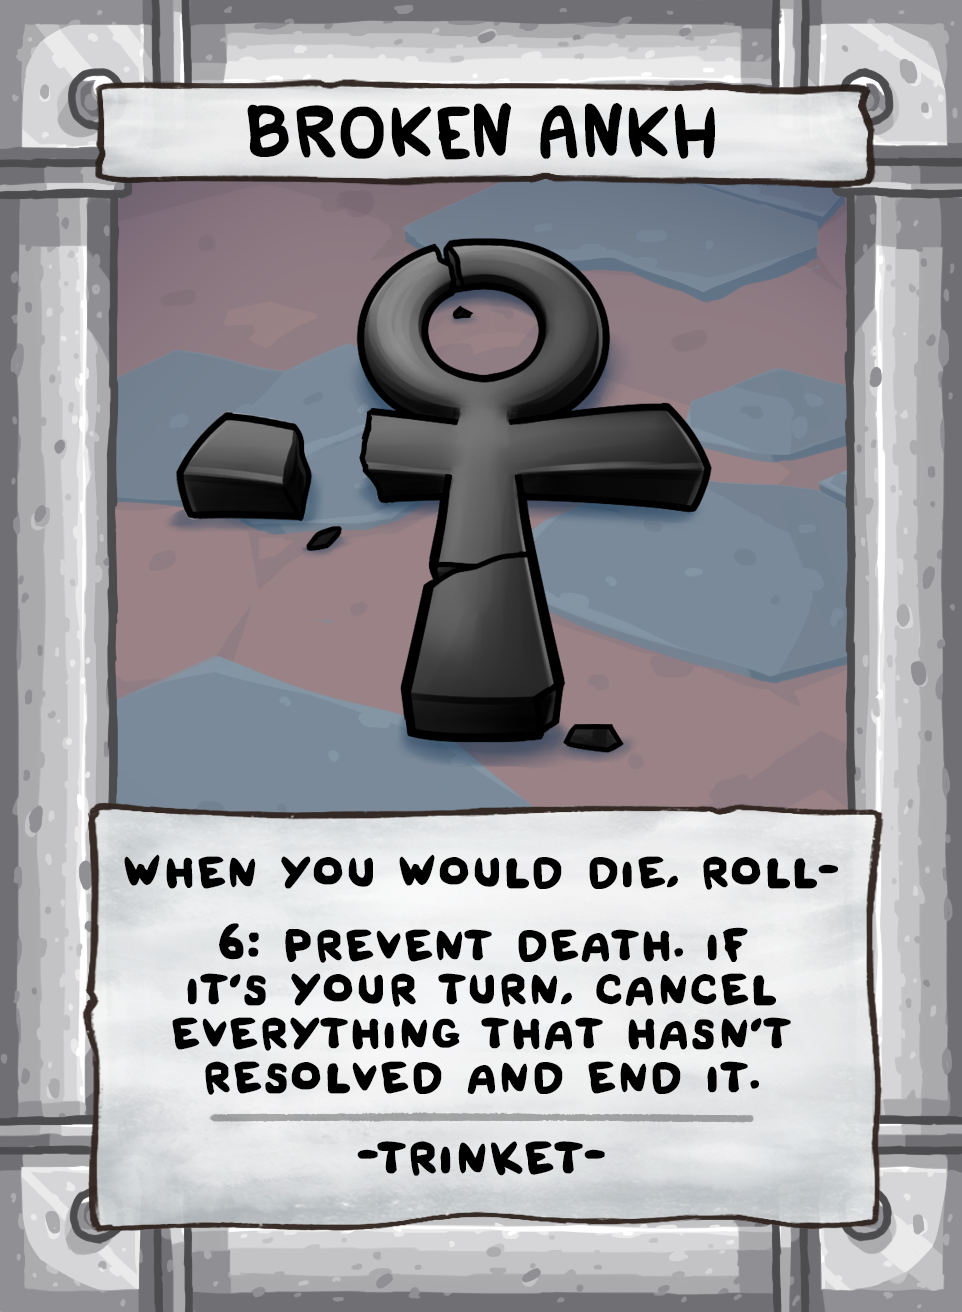 BROKEN ANKH
WHEN YOU WOULD DIE, ROLL-
6: PREVENT DEATH. IF
IT'S YOUR TURN, CANCEL
EVERYTHING THAT HASN'T
RESOLVED AND END IT.
-TRINKET-